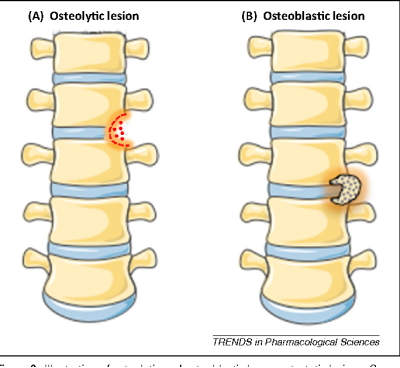 (A) Osteolytic lesion
(B) Osteoblastic lesion
TRENDS in Pharmacological Sciences